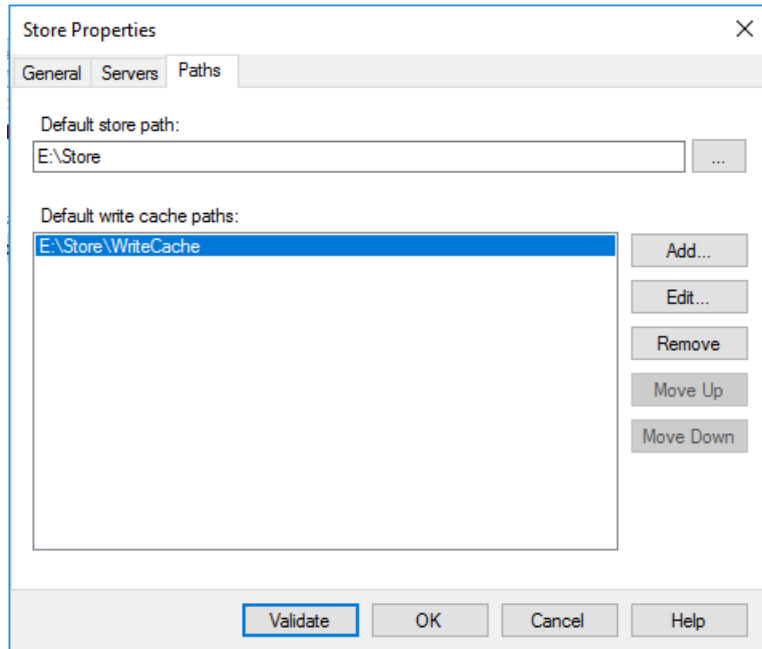 Store Properties
General Servers Paths
Default store path:
E:\Store
...
Default write cache paths:
E:\Store\WriteCache
Add...
Edit...
Remove
Move Up
Move Down
Validate OK Cancel Help